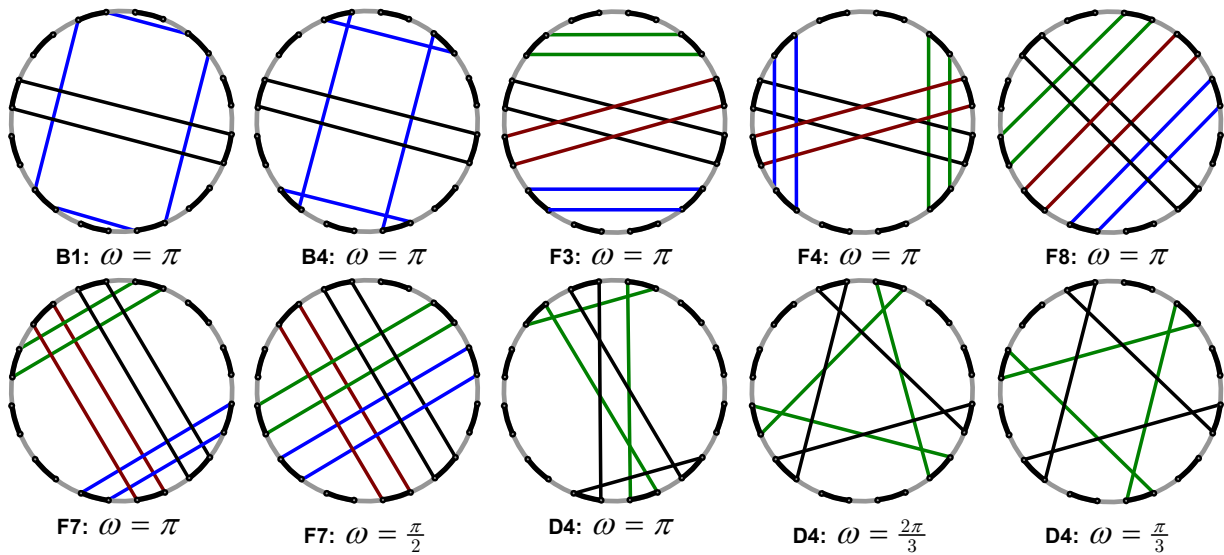 B1: ω = π B4: ω = π F3: ω = π F4: ω = π F8: ω = π
F7: ω = π F7: ω = π/2 D4: ω = π D4: ω = 2π/3 D4: ω = π/3